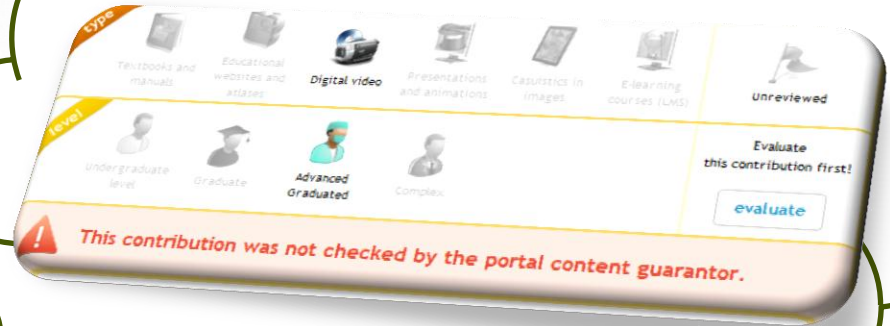 type
Textbooks and
manuals
Educational
websites and
atlases
Digital video
Presentations
and animations
Casuistics in
images
E-learning
courses (LMS)
Unreviewed
level
Undergraduate
level
Graduate
Advanced
Graduated
Complex
Evaluate
this contribution first!
evaluate
This contribution was not checked by the portal content guarantor.